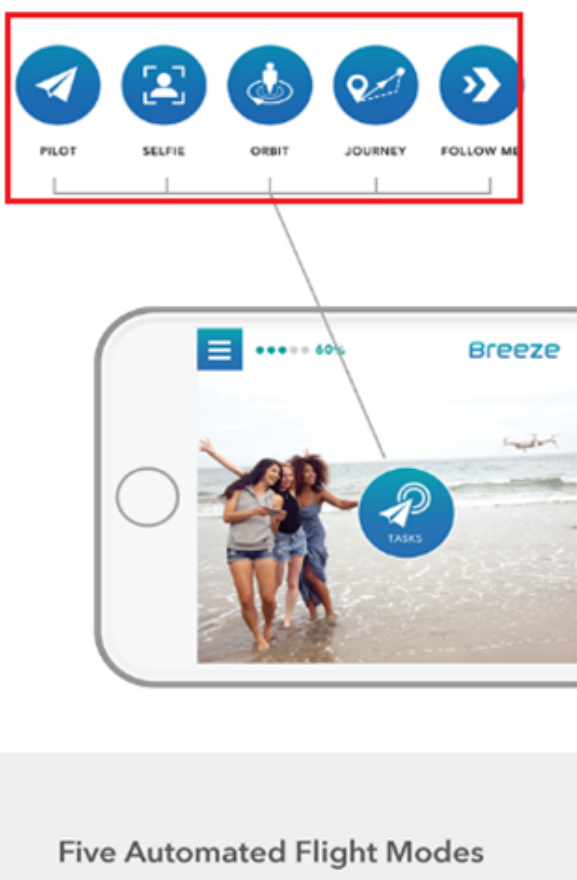 PILOT SELFIE ORBIT JOURNEY FOLLOW ME
60% Breeze
TASKS
Five Automated Flight Modes